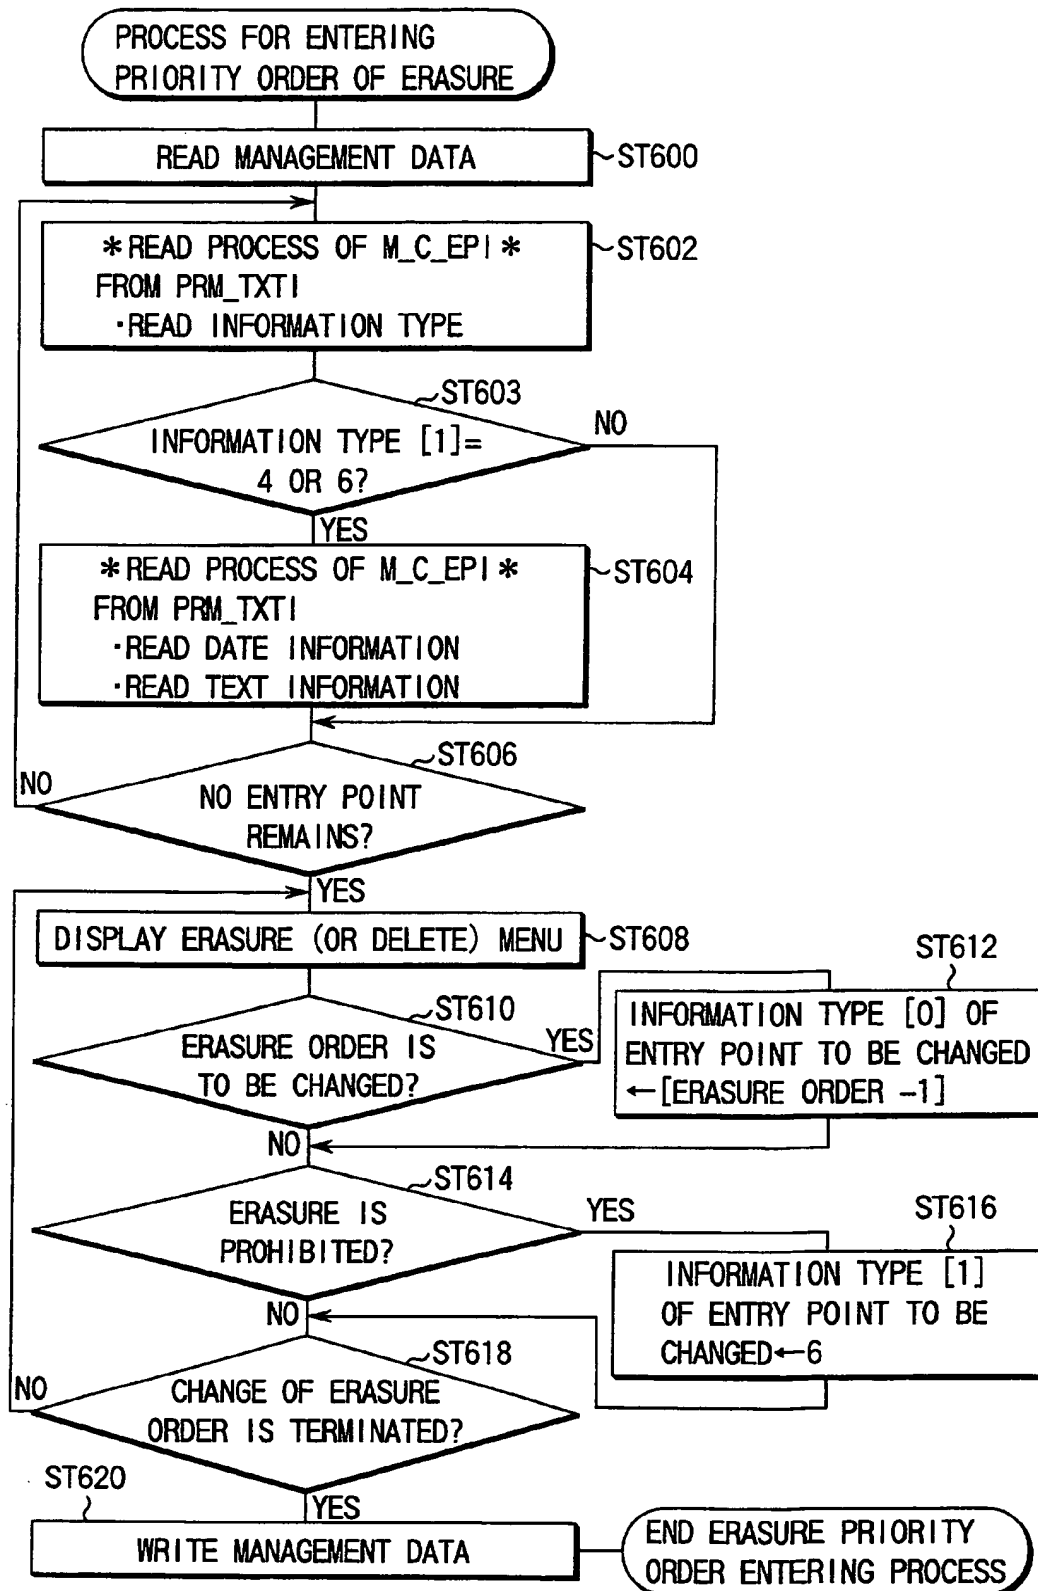 PROCESS FOR ENTERING
PRIORITY ORDER OF ERASURE
READ MANAGEMENT DATA
ST600
*READ PROCESS OF M_C_EPI*
FROM PRM_TXTI
·READ INFORMATION TYPE
ST602
ST603
INFORMATION TYPE [1]=
4 OR 6?
NO
YES
*READ PROCESS OF M_C_EPI*
FROM PRM_TXTI
·READ DATE INFORMATION
·READ TEXT INFORMATION
ST604
ST606
NO
NO ENTRY POINT
REMAINS?
YES
DISPLAY ERASURE (OR DELETE) MENU
ST608
ST610
ERASURE ORDER IS
TO BE CHANGED?
YES
ST612
INFORMATION TYPE [0] OF
ENTRY POINT TO BE CHANGED
←[ERASURE ORDER -1]
NO
ST614
ERASURE IS
PROHIBITED?
YES
ST616
INFORMATION TYPE [1]
OF ENTRY POINT TO BE
CHANGED←6
NO
ST618
NO
CHANGE OF ERASURE
ORDER IS TERMINATED?
YES
ST620
WRITE MANAGEMENT DATA
END ERASURE PRIORITY
ORDER ENTERING PROCESS